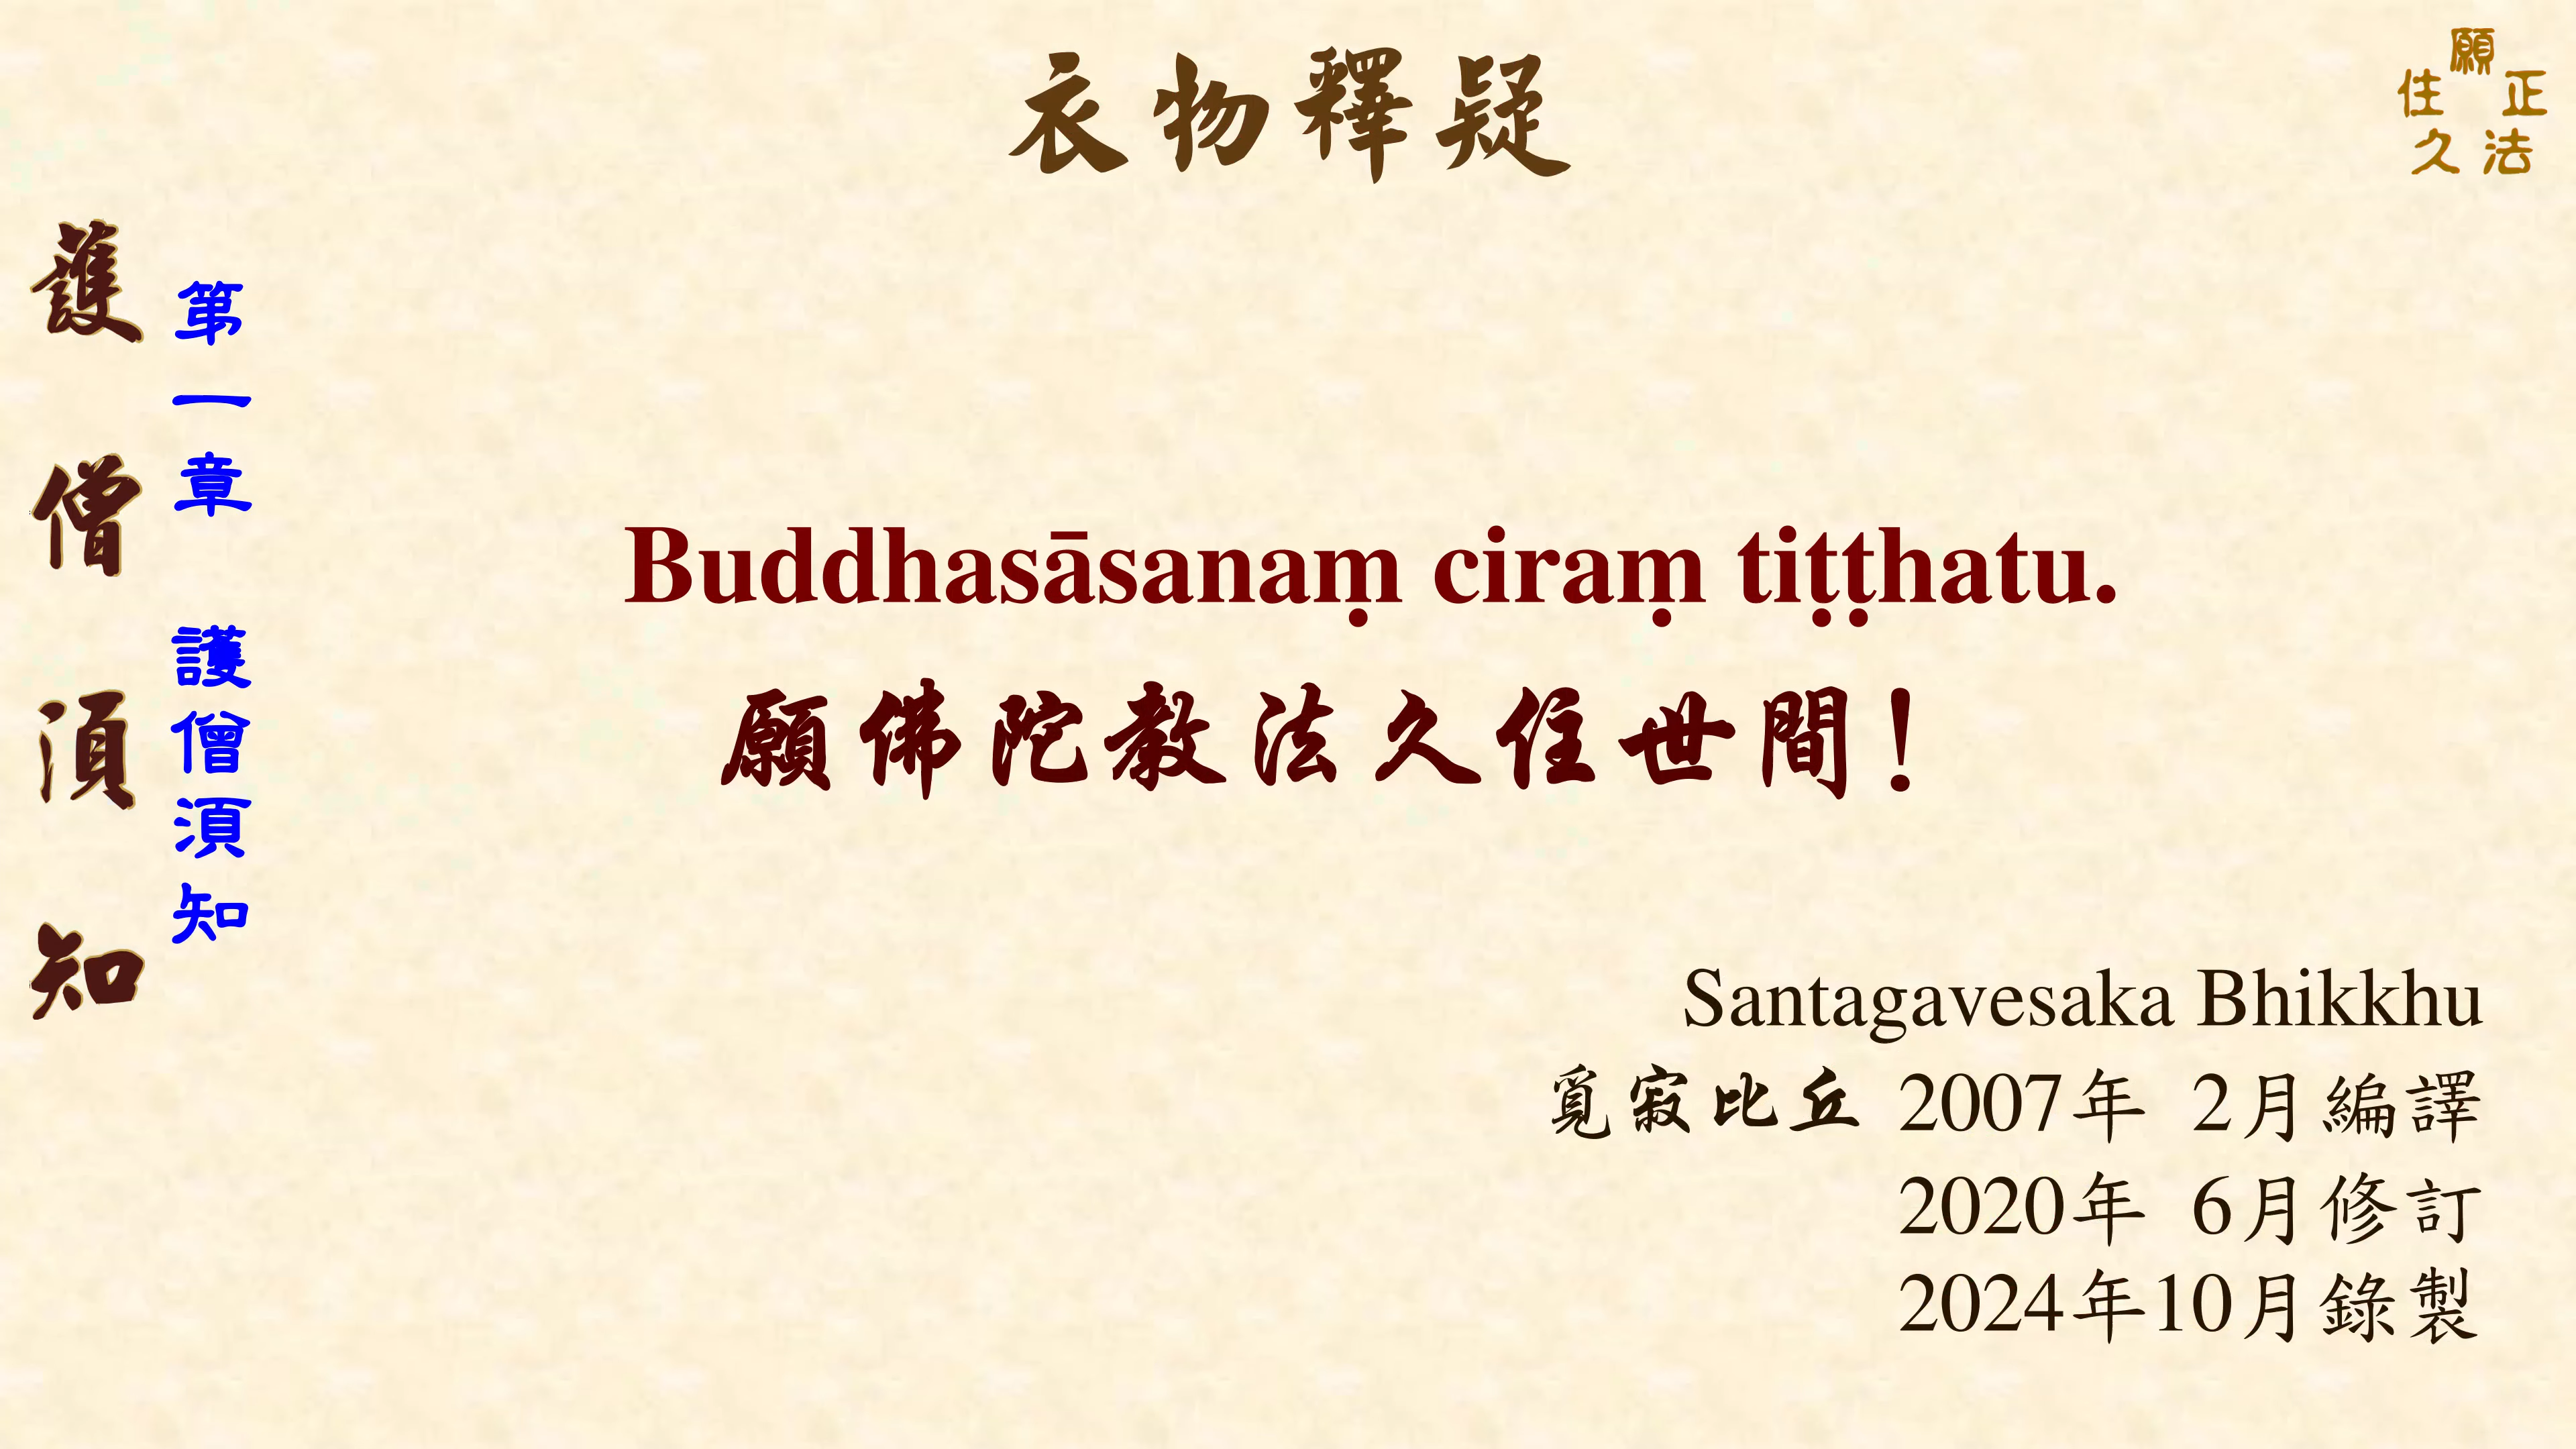 衣物釋疑
願正法久住
護僧須知
第一章 護僧須知
Buddhasāsanaṃ ciraṃ tiṭṭhatu.
願佛陀教法久住世間！
Santagavesaka Bhikkhu
覓寂比丘 2007年 2月編譯
2020年 6月修訂
2024年10月錄製